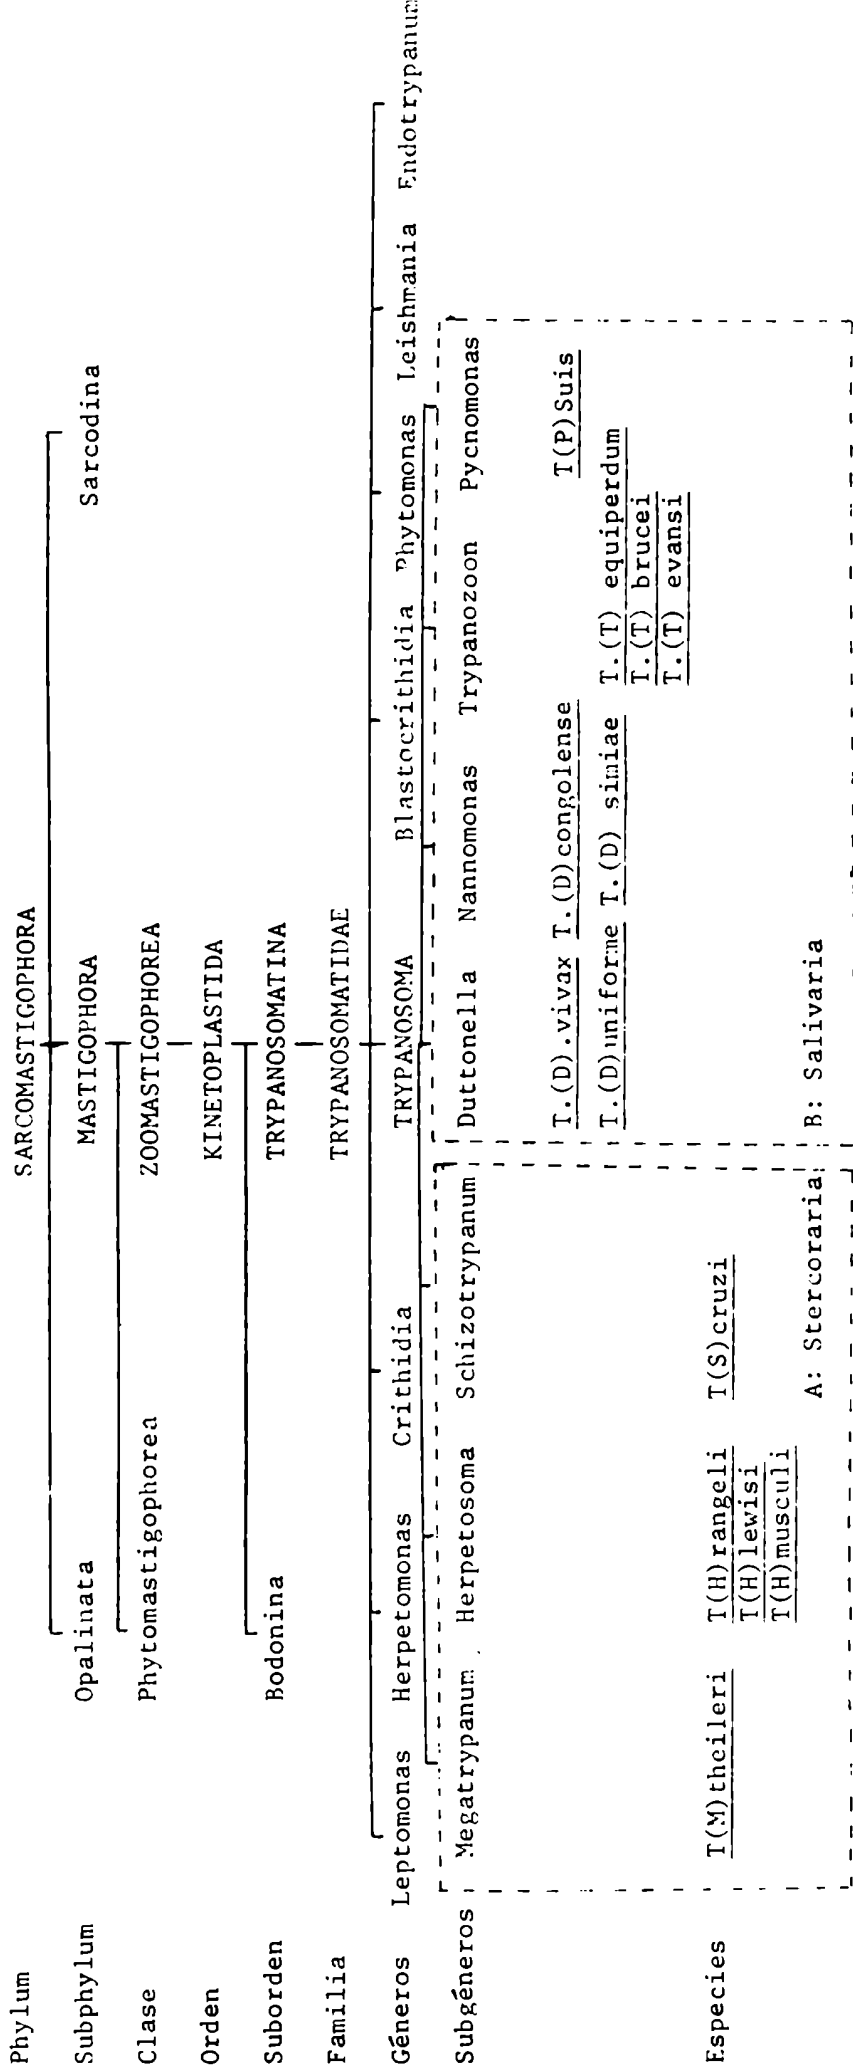 Phylum SARCOMASTIGOPHORA
Subphylum Opalinata MASTIGOPHORA Sarcodina
Clase Phytomastigophorea ZOOMASTIGOPHOREA
Orden KINETOPLASTIDA
Suborden Bodonina TRYPANOSOMATINA
Familia TRYPANOSOMATIDAE
Géneros Leptomonas Herpetomonas Crithidia TRYPANOSOMA Blastocrithidia Phytomonas Leishmania Endotrypanum
Subgéneros Megatrypanum Herpetosoma Schizotrypanum Duttonella Nannomonas Trypanozoon Pycnomonas
T.(D).vivax T.(D)congolense T(P)Suis
T.(D)uniforme T.(D) simiae T.(T) equiperdum
T.(T) brucei
T.(T) evansi
Especies T(M)theileri T(H)rangeli T(S)cruzi
T(H)lewisi
T(H)musculi
A: Stercoraria B: Salivaria